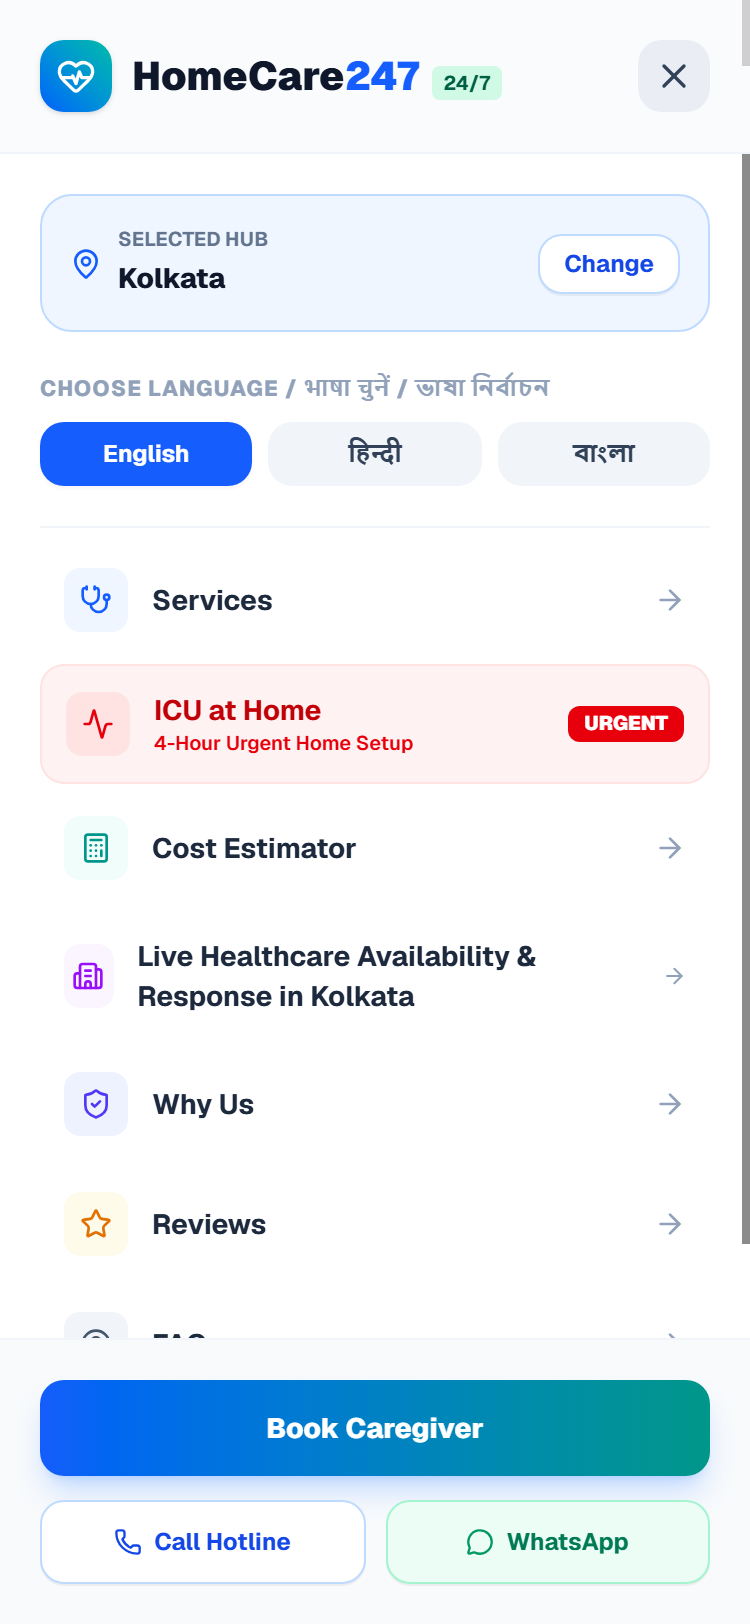 HomeCare247 24/7
SELECTED HUB
Kolkata
Change
CHOOSE LANGUAGE / भाषा चुनें / ভাষা নির্বাচন
English
हिन्दी
বাংলা
Services
ICU at Home
4-Hour Urgent Home Setup
URGENT
Cost Estimator
Live Healthcare Availability &
Response in Kolkata
Why Us
Reviews
Book Caregiver
Call Hotline
WhatsApp